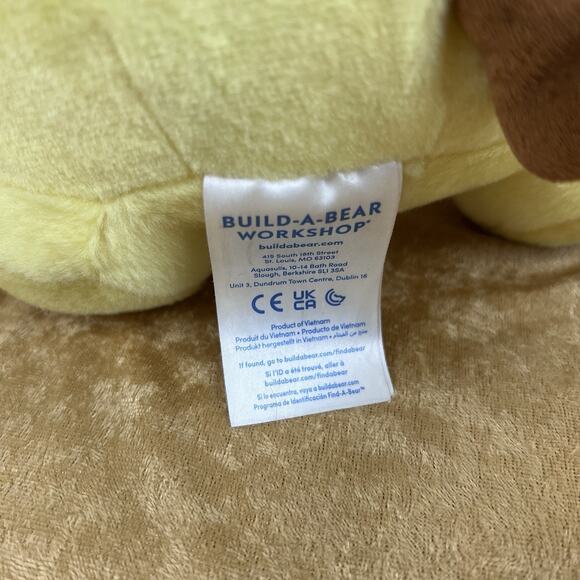 BUILD-A-BEAR
WORKSHOP®
buildabear.com
415 South 18th Street
St. Louis, MO 63103
Aquasulis, 10-14 Bath Road
Slough, Berkshire SL1 3SA
Unit 3, Dundrum Town Centre, Dublin 16
CE UK
CA
Product of Vietnam
Produit du Vietnam • Producto de Vietnam
Produkt hergestellt in Vietnam • منتج من الفيتنام
If found, go to
buildabear.com/findabear
Si l'ID a été trouvé, aller à
buildabear.com/findabear
Si lo encuentra, vaya a buildabear.com
Programa de Identificación Find-A-Bear™